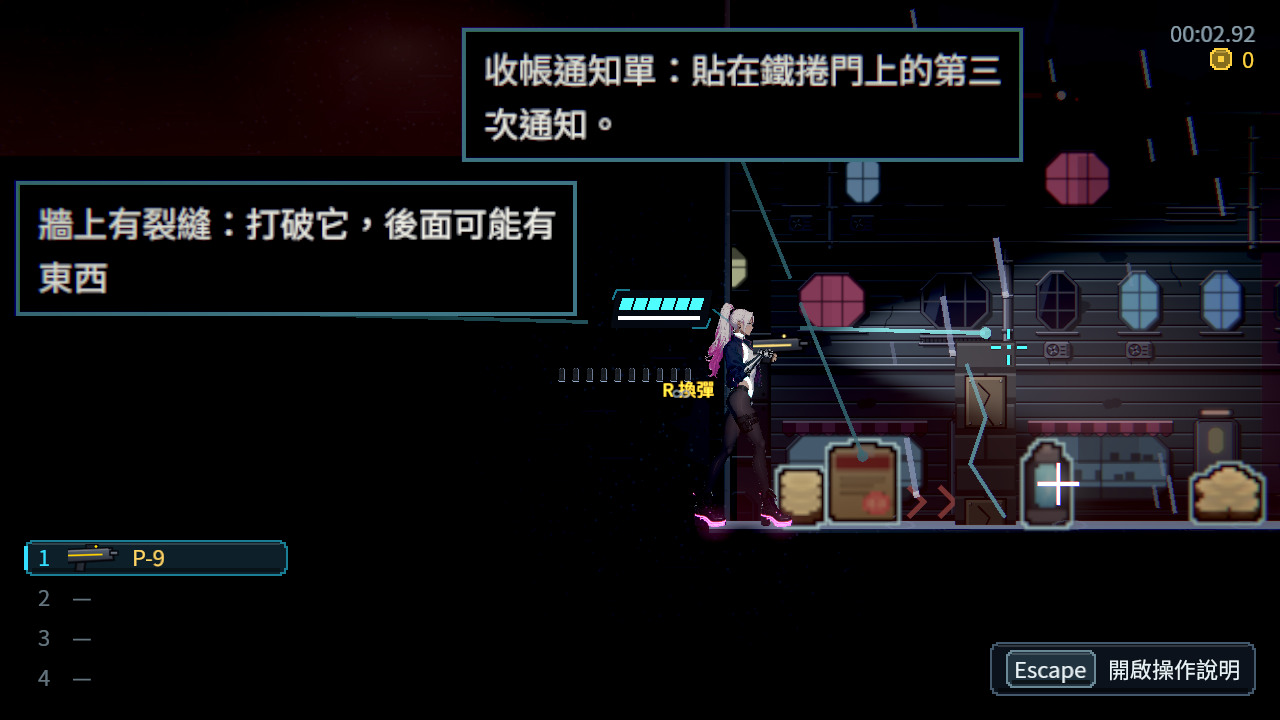 00:02.92
0
收帳通知單：貼在鐵捲門上的第三
次通知。
牆上有裂縫：打破它，後面可能有
東西
R 換彈
1 P-9
2 —
3 —
4 —
Escape 開啟操作說明